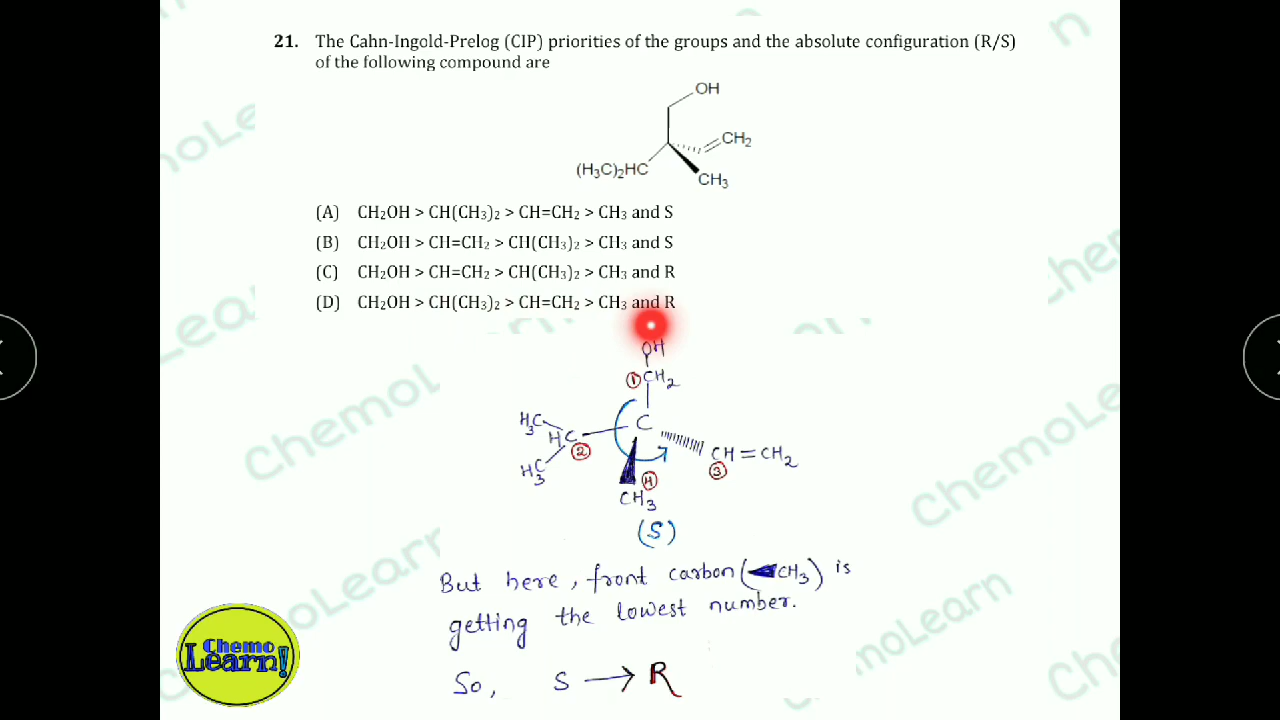 21. The Cahn-Ingold-Prelog (CIP) priorities of the groups and the absolute configuration (R/S)
of the following compound are
OH
CH₂
(H₃C)₂HC
CH₃
(A) CH₂OH > CH(CH₃)₂ > CH=CH₂ > CH₃ and S
(B) CH₂OH > CH=CH₂ > CH(CH₃)₂ > CH₃ and S
(C) CH₂OH > CH=CH₂ > CH(CH₃)₂ > CH₃ and R
(D) CH₂OH > CH(CH₃)₂ > CH=CH₂ > CH₃ and R
OH
① CH₂
H₃C
C
HC
②
CH=CH₂
③
H₃C
④
CH₃
(S)
But here, front carbon (CH₃) is
getting the lowest number.
So, S → R
Chemo
Learn!
ChemoLearn
ChemoLearn